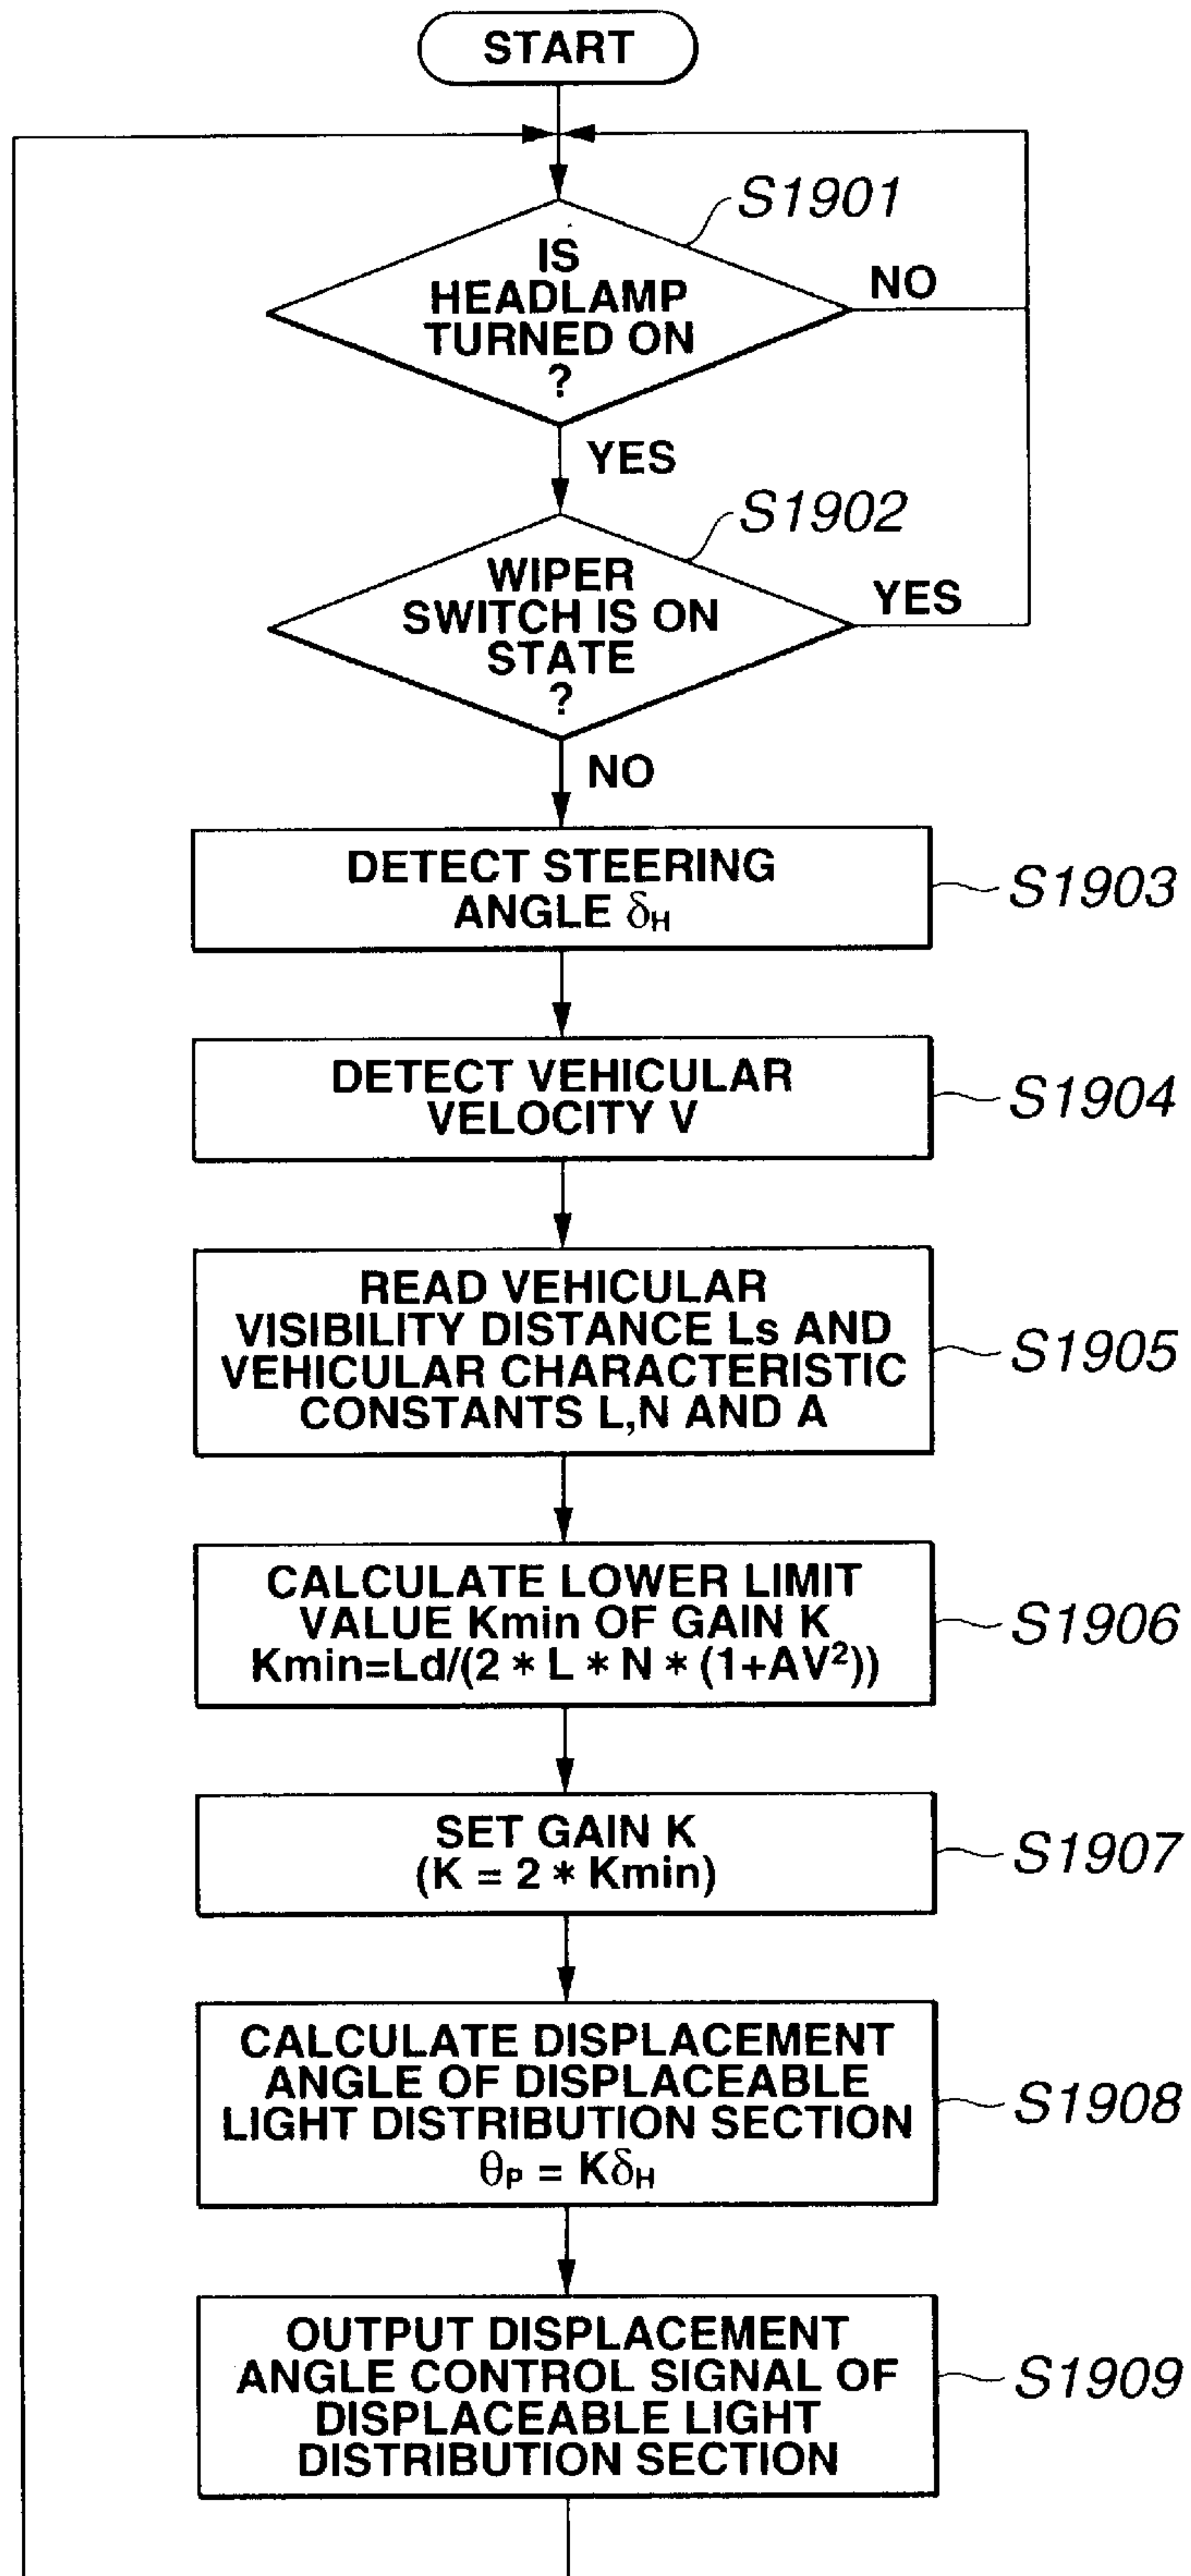 START
S1901
IS
HEADLAMP
TURNED ON
?
NO
YES
S1902
WIPER
SWITCH IS ON
STATE
?
YES
NO
DETECT STEERING
ANGLE δH
S1903
DETECT VEHICULAR
VELOCITY V
S1904
READ VEHICULAR
VISIBILITY DISTANCE Ls AND
VEHICULAR CHARACTERISTIC
CONSTANTS L,N AND A
S1905
CALCULATE LOWER LIMIT
VALUE Kmin OF GAIN K
Kmin=Ld/(2 * L * N * (1+AV²))
S1906
SET GAIN K
(K = 2 * Kmin)
S1907
CALCULATE DISPLACEMENT
ANGLE OF DISPLACEABLE
LIGHT DISTRIBUTION SECTION
θP = KδH
S1908
OUTPUT DISPLACEMENT
ANGLE CONTROL SIGNAL OF
DISPLACEABLE LIGHT
DISTRIBUTION SECTION
S1909